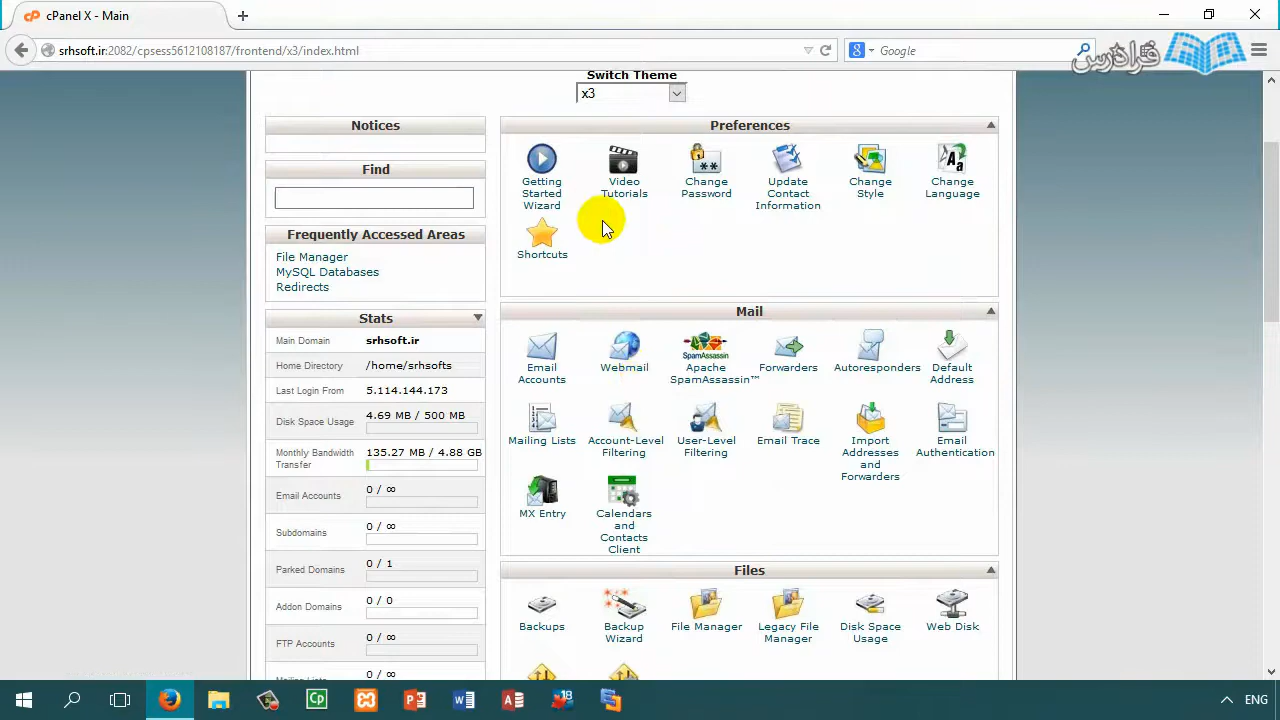 cPanel X - Main
srhsoft.ir:2082/cpsess5612108187/frontend/x3/index.html
Google
فرادرس
Switch Theme
x3
Notices
Find
Frequently Accessed Areas
File Manager
MySQL Databases
Redirects
Stats
Main Domain srhsoft.ir
Home Directory /home/srhsofts
Last Login From 5.114.144.173
Disk Space Usage 4.69 MB / 500 MB
Monthly Bandwidth Transfer 135.27 MB / 4.88 GB
Email Accounts 0 / ∞
Subdomains 0 / ∞
Parked Domains 0 / 1
Addon Domains 0 / 0
FTP Accounts 0 / ∞
Preferences
Getting Started Wizard
Video Tutorials
Change Password
Update Contact Information
Change Style
Change Language
Shortcuts
Mail
Email Accounts
Webmail
SpamAssassin
Apache SpamAssassin™
Forwarders
Autoresponders
Default Address
Mailing Lists
Account-Level Filtering
User-Level Filtering
Email Trace
Import Addresses and Forwarders
Email Authentication
MX Entry
Calendars and Contacts Client
Files
Backups
Backup Wizard
File Manager
Legacy File Manager
Disk Space Usage
Web Disk
ENG